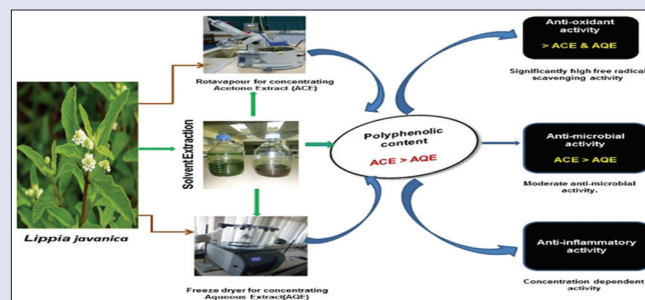 Lippia javanica
Rotavapour for concentrating
Acetone Extract (ACE)
SolventExtraction
Freeze dryer for concentrating
Aqueous Extract(AQE)
Polyphenolic
content
ACE > AQE
Anti-oxidant
activity
> ACE & AQE
Significantly high free radical
scavenging activity
Anti-microbial
activity
ACE > AQE
Moderate anti-microbial
activity.
Anti-inflammatory
activity
Concentration dependent
activity